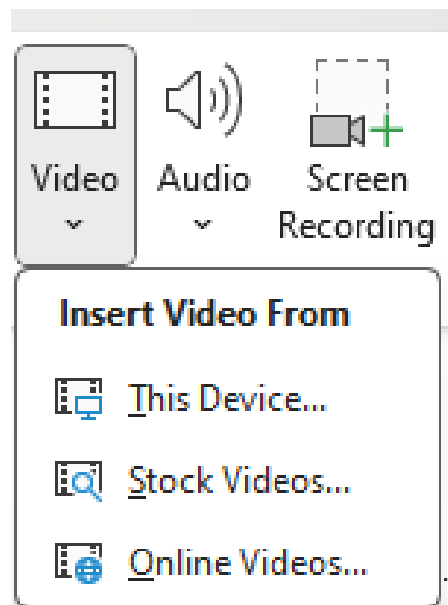 Video
Audio
Screen
Recording
Insert Video From
This Device...
Stock Videos...
Online Videos...